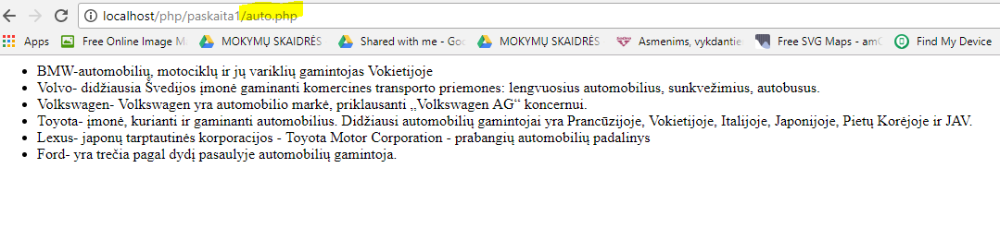 localhost/php/paskaita1/auto.php
Apps Free Online Image M MOKYMŲ SKAIDRĖS Shared with me - Goo MOKYMŲ SKAIDRĖS Asmenims, vykdantie Free SVG Maps - am Find My Device
BMW-automobilių, motociklų ir jų variklių gamintojas Vokietijoje
Volvo- didžiausia Švedijos įmonė gaminanti komercines transporto priemones: lengvuosius automobilius, sunkvežimius, autobusus.
Volkswagen- Volkswagen yra automobilio markė, priklausanti ,,Volkswagen AG“ koncernui.
Toyota- įmonė, kurianti ir gaminanti automobilius. Didžiausi automobilių gamintojai yra Prancūzijoje, Vokietijoje, Italijoje, Japonijoje, Pietų Korėjoje ir JAV.
Lexus- japonų tarptautinės korporacijos - Toyota Motor Corporation - prabangių automobilių padalinys
Ford- yra trečia pagal dydį pasaulyje automobilių gamintoja.